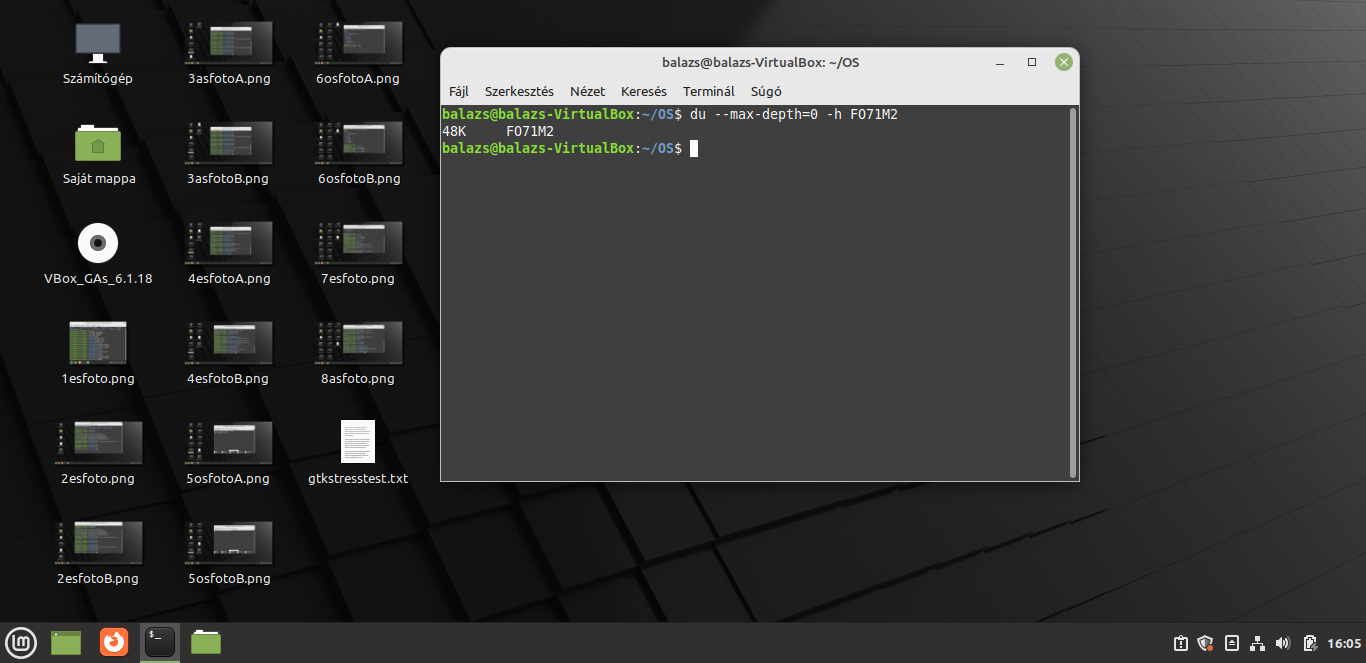 Számítógép
3asfotoA.png
6osfotoA.png
Saját mappa
3asfotoB.png
6osfotoB.png
VBox_GAs_6.1.18
4esfotoA.png
7esfoto.png
1esfoto.png
4esfotoB.png
8asfoto.png
2esfoto.png
5osfotoA.png
gtkstresstest.txt
2esfotoB.png
5osfotoB.png
balazs@balazs-VirtualBox: ~/OS
Fájl Szerkesztés Nézet Keresés Terminál Súgó
balazs@balazs-VirtualBox:~/OS$ du --max-depth=0 -h FO71M2
48K FO71M2
balazs@balazs-VirtualBox:~/OS$
$_
16:05